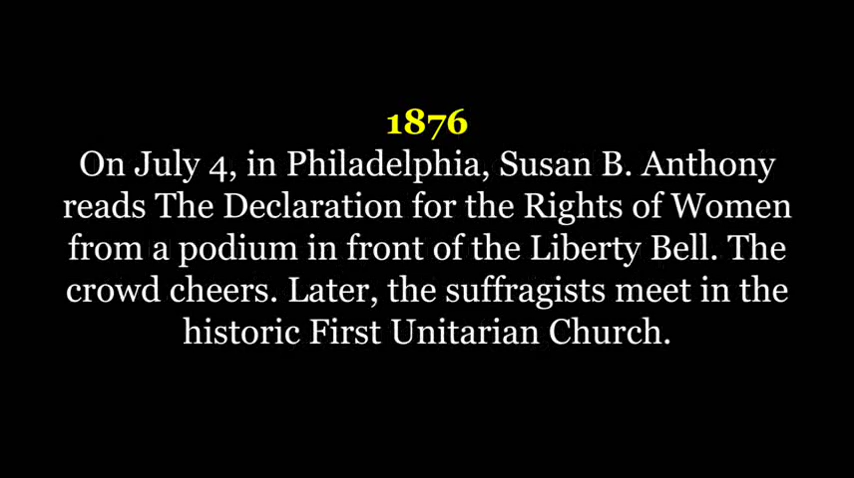 1876
On July 4, in Philadelphia, Susan B. Anthony
reads The Declaration for the Rights of Women
from a podium in front of the Liberty Bell. The
crowd cheers. Later, the suffragists meet in the
historic First Unitarian Church.